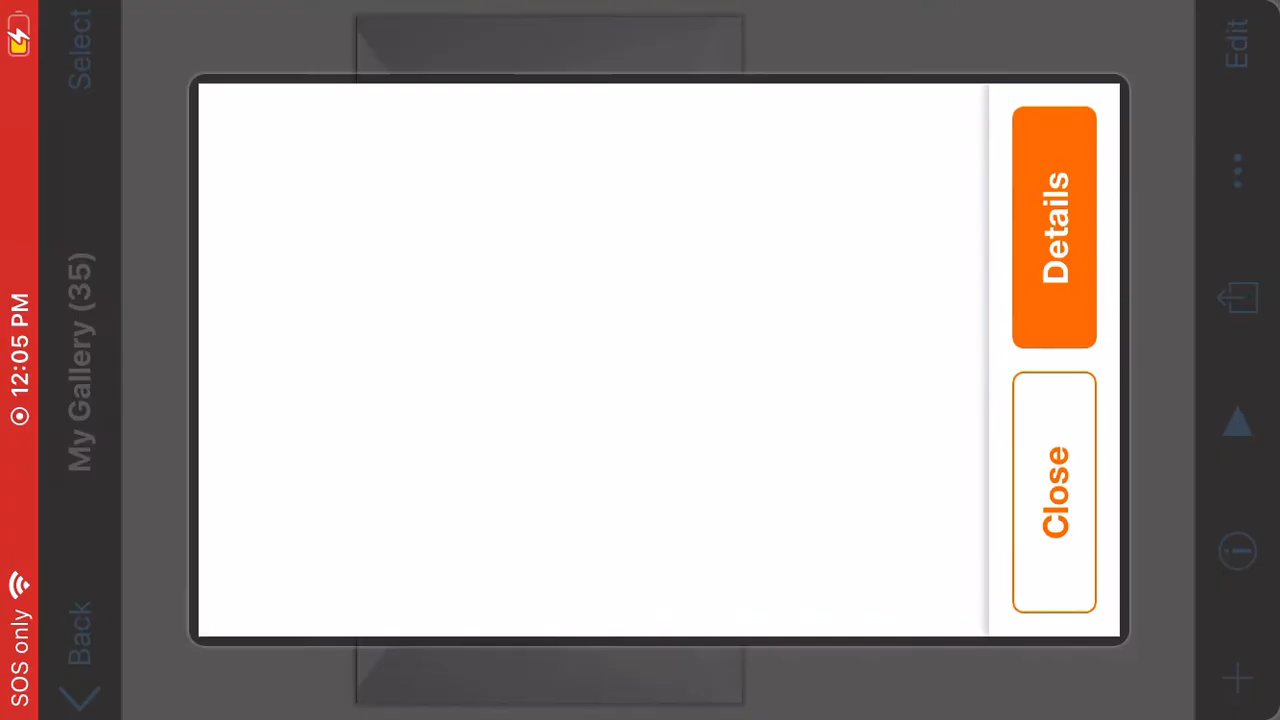 SOS only
12:05 PM
Back
My Gallery (35)
Select
Close
Details
Edit